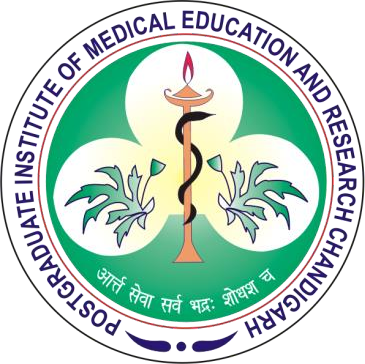 POSTGRADUATE INSTITUTE OF MEDICAL EDUCATION AND RESEARCH CHANDIGARH
आर्त्त सेवा सर्व भद्रः शोधश च